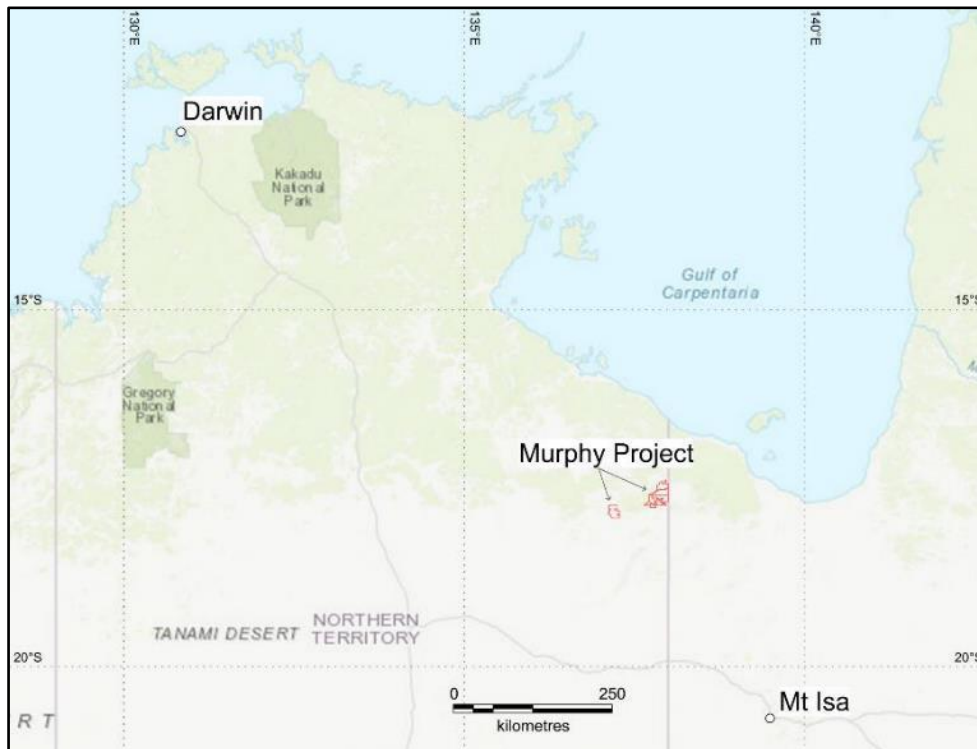 130°E
135°E
140°E
Darwin
Kakadu
National
Park
Gulf of
Carpentaria
15°S
15°S
Gregory
National
Park
Murphy Project
TANAMI DESERT
NORTHERN
TERRITORY
20°S
20°S
0 250
kilometres
Mt Isa
R T